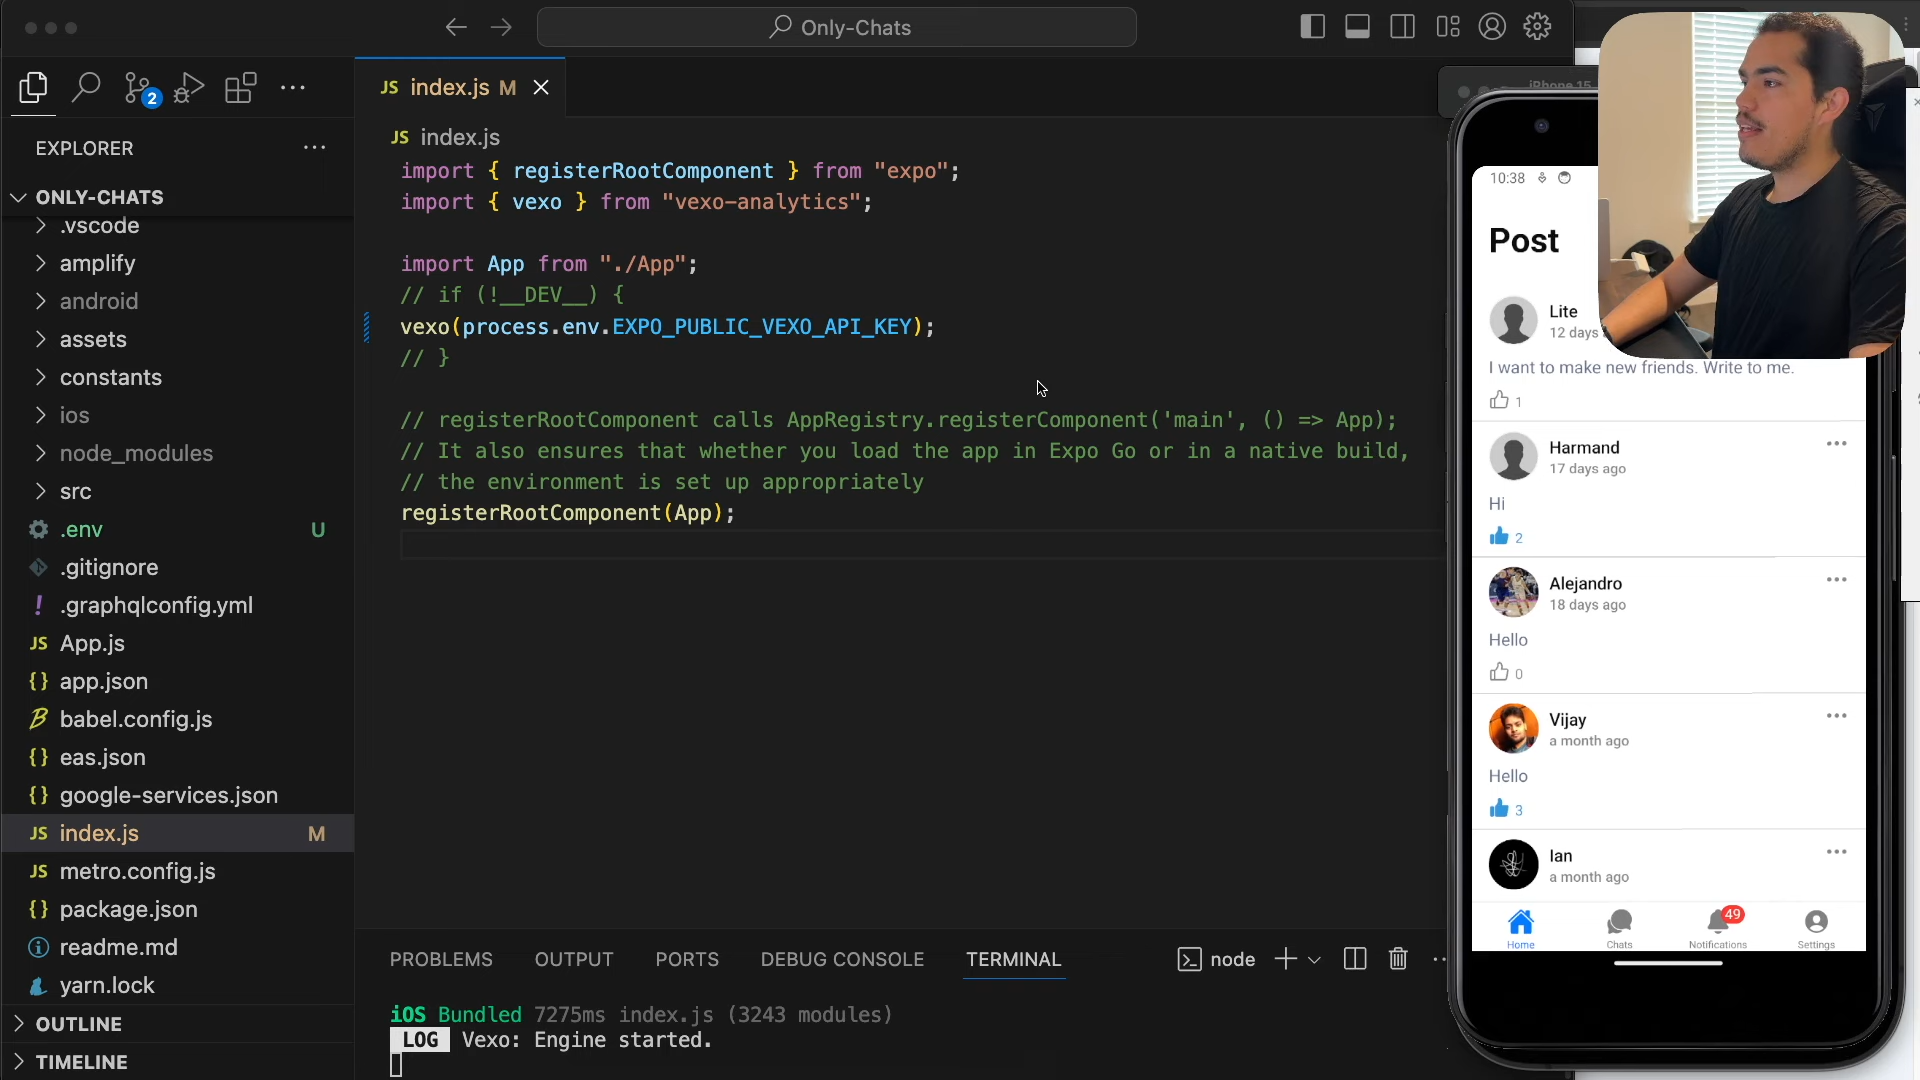 Only-Chats
2
JS index.js M
EXPLORER
ONLY-CHATS
.vscode
amplify
android
assets
constants
ios
node_modules
src
.env U
.gitignore
! .graphqlconfig.yml
JS App.js
{} app.json
babel.config.js
{} eas.json
{} google-services.json
JS index.js M
JS metro.config.js
{} package.json
readme.md
yarn.lock
OUTLINE
TIMELINE
JS index.js
import { registerRootComponent } from "expo";
import { vexo } from "vexo-analytics";
import App from "./App";
// if (!__DEV__) {
vexo(process.env.EXPO_PUBLIC_VEXO_API_KEY);
// }
// registerRootComponent calls AppRegistry.registerComponent('main', () => App);
// It also ensures that whether you load the app in Expo Go or in a native build,
// the environment is set up appropriately
registerRootComponent(App);
PROBLEMS OUTPUT PORTS DEBUG CONSOLE TERMINAL
node
iOS Bundled 7275ms index.js (3243 modules)
LOG Vexo: Engine started.
iPhone 15
10:38
Post
Lite
12 days
I want to make new friends. Write to me.
1
Harmand
17 days ago
Hi
2
Alejandro
18 days ago
Hello
0
Vijay
a month ago
Hello
3
Ian
a month ago
49
Home Chats Notifications Settings